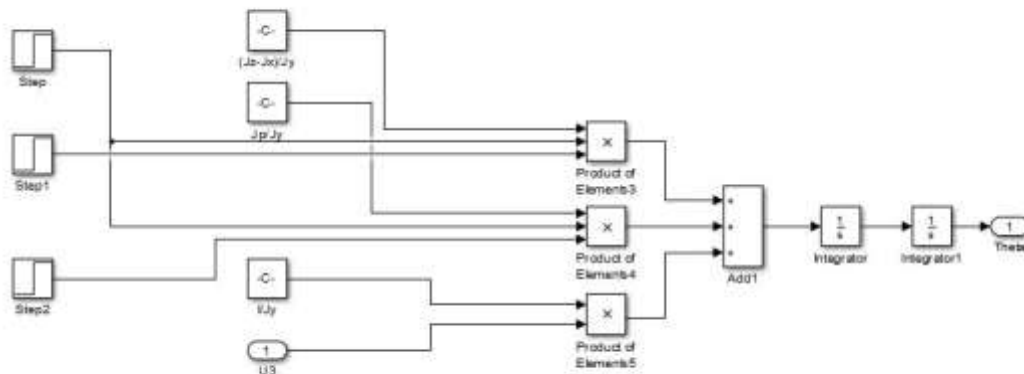 -C-
(Jz-Jx)/Jy
Step
-C-
Jp/Jy
Step1
×
Product of
Elements3
×
Product of
Elements4
Add1
1
s
Integrator
1
s
Integrator1
1
Theta
Step2
-C-
l/Jy
×
Product of
Elements5
1
U3